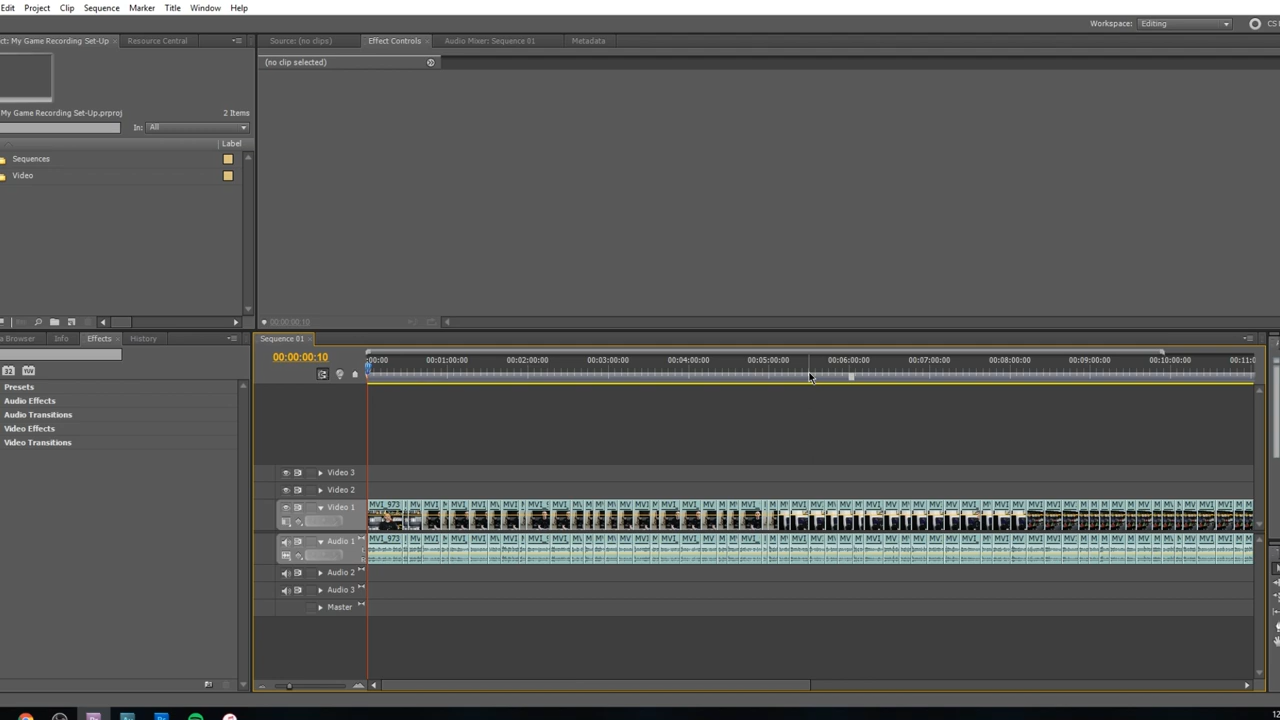 Edit Project Clip Sequence Marker Title Window Help
Workspace: Editing
ct: My Game Recording Set-Up Resource Central
Source: (no clips) Effect Controls Audio Mixer: Sequence 01 Metadata
(no clip selected)
My Game Recording Set-Up.prproj 2 Items
In: All
Label
Sequences
Video
00:00:00:10
a Browser Info Effects History
Sequence 01
00:00:00:10
:00:00 00:01:00:00 00:02:00:00 00:03:00:00 00:04:00:00 00:05:00:00 00:06:00:00 00:07:00:00 00:08:00:00 00:09:00:00 00:10:00:00 00:11:0
Presets
Audio Effects
Audio Transitions
Video Effects
Video Transitions
Video 3
Video 2
Video 1
MVI_973
Audio 1
MVI_973
Audio 2
Audio 3
Master